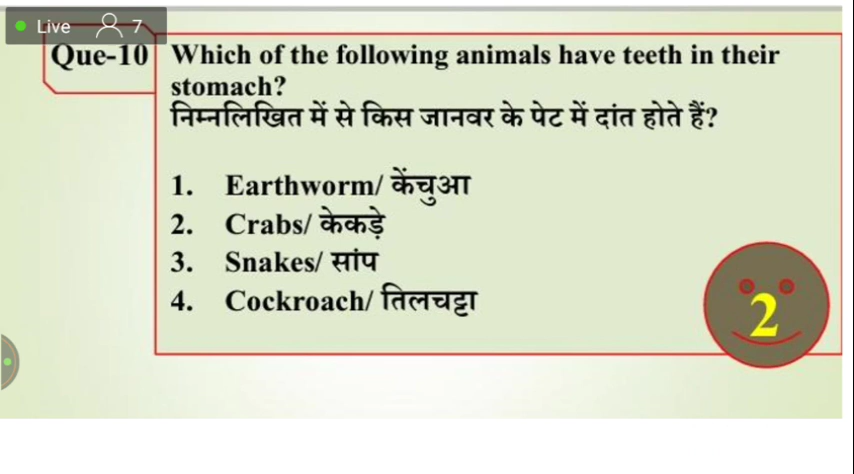 Live 7
Que-10 Which of the following animals have teeth in their
stomach?
निम्नलिखित में से किस जानवर के पेट में दांत होते हैं?
1. Earthworm/ केंचुआ
2. Crabs/ केकड़े
3. Snakes/ सांप
4. Cockroach/ तिलचट्टा
2